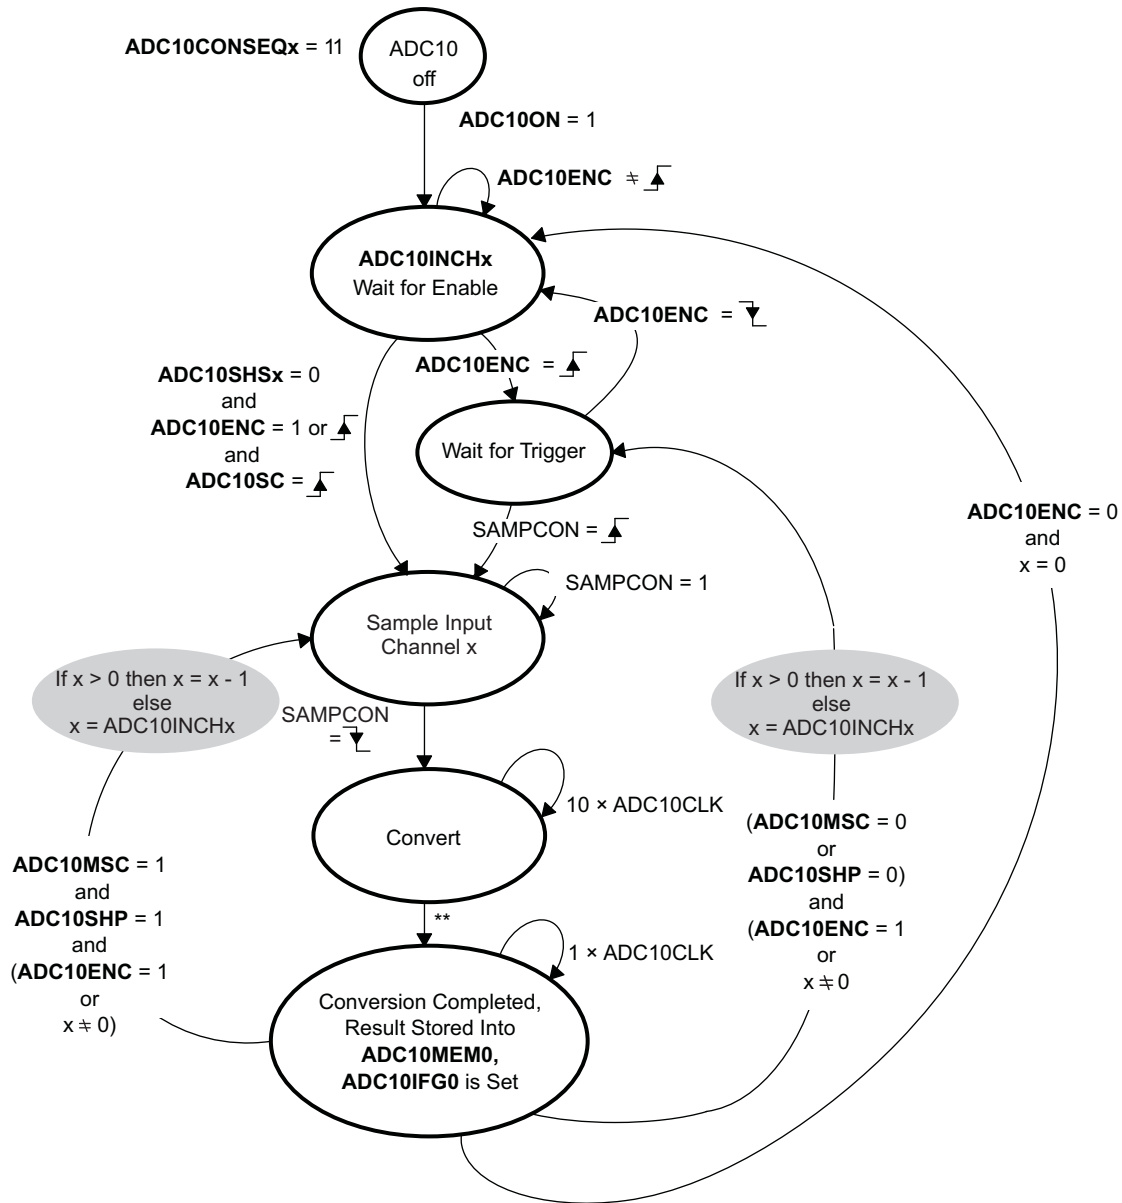 ADC10CONSEQx = 11
ADC10
off
ADC10ON = 1
ADC10ENC ≠
ADC10INCHx
Wait for Enable
ADC10ENC =
ADC10ENC =
ADC10SHSx = 0
and
ADC10ENC = 1 or
and
ADC10SC =
Wait for Trigger
SAMPCON =
ADC10ENC = 0
and
x = 0
SAMPCON = 1
Sample Input
Channel x
If x > 0 then x = x - 1
else
x = ADC10INCHx
If x > 0 then x = x - 1
else
x = ADC10INCHx
SAMPCON
=
10 × ADC10CLK
Convert
ADC10MSC = 1
and
ADC10SHP = 1
and
(ADC10ENC = 1
or
x ≠ 0)
(ADC10MSC = 0
or
ADC10SHP = 0)
and
(ADC10ENC = 1
or
x ≠ 0
**
1 × ADC10CLK
Conversion Completed,
Result Stored Into
ADC10MEM0,
ADC10IFG0 is Set